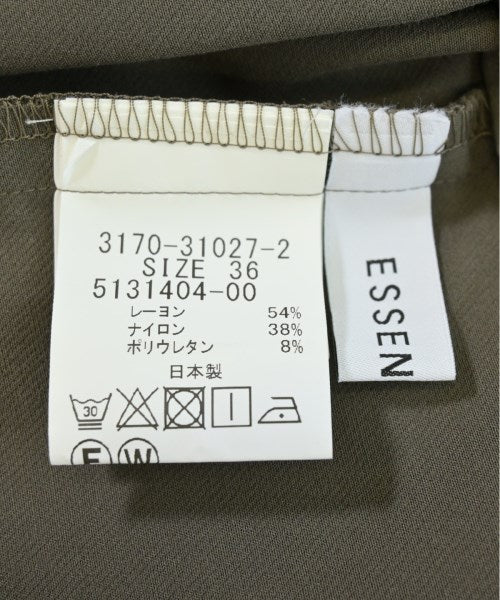 3170-31027-2
SIZE 36
5131404-00
レーヨン 54%
ナイロン 38%
ポリウレタン 8%
日本製
30
F W
ESSEN